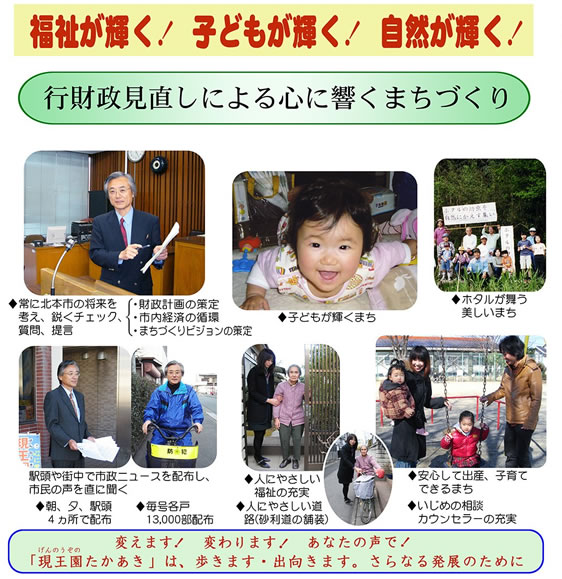 福祉が輝く! 子どもが輝く! 自然が輝く!
行財政見直しによる心に響くまちづくり
◆常に北本市の将来を
考え、鋭くチェック、
質問、提言
・財政計画の策定
・市内経済の循環
・まちづくりビジョンの策定
◆子どもが輝くまち
◆ホタルが舞う
美しいまち
防 犯
駅頭や街中で市政ニュースを配布し、
市民の声を直に聞く
◆朝、夕、駅頭
4ヵ所で配布
◆毎号各戸
13,000部配布
◆人にやさしい
福祉の充実
◆人にやさしい道
路(砂利道の舗装)
◆安心して出産、子育て
できるまち
◆いじめの相談
カウンセラーの充実
変えます! 変わります! あなたの声で!
げんのうぞの
「現王園たかあき」は、歩きます・出向きます。さらなる発展のために